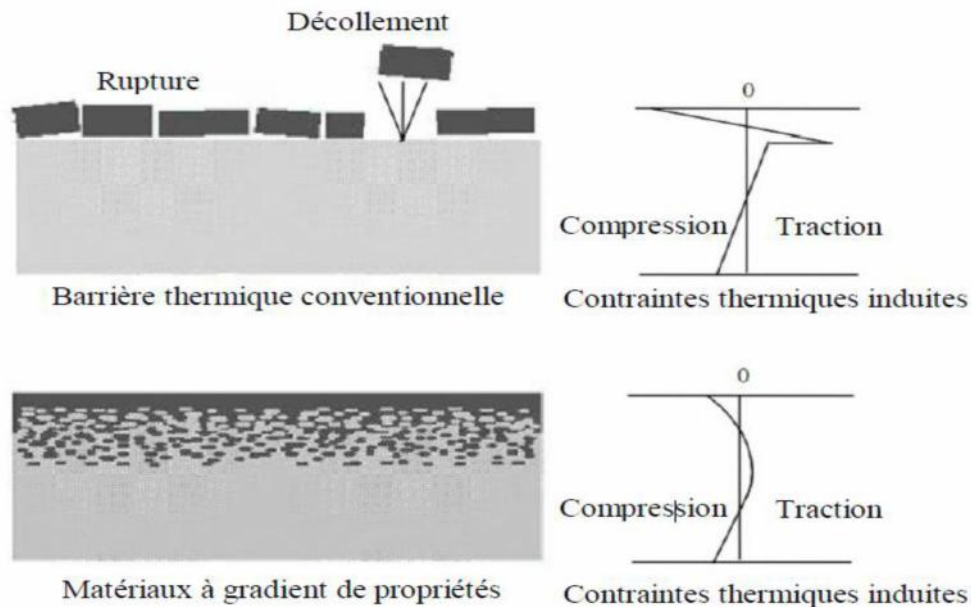 Décollement
Rupture
0
Compression Traction
Barrière thermique conventionnelle
Contraintes thermiques induites
0
Compression Traction
Matériaux à gradient de propriétés
Contraintes thermiques induites